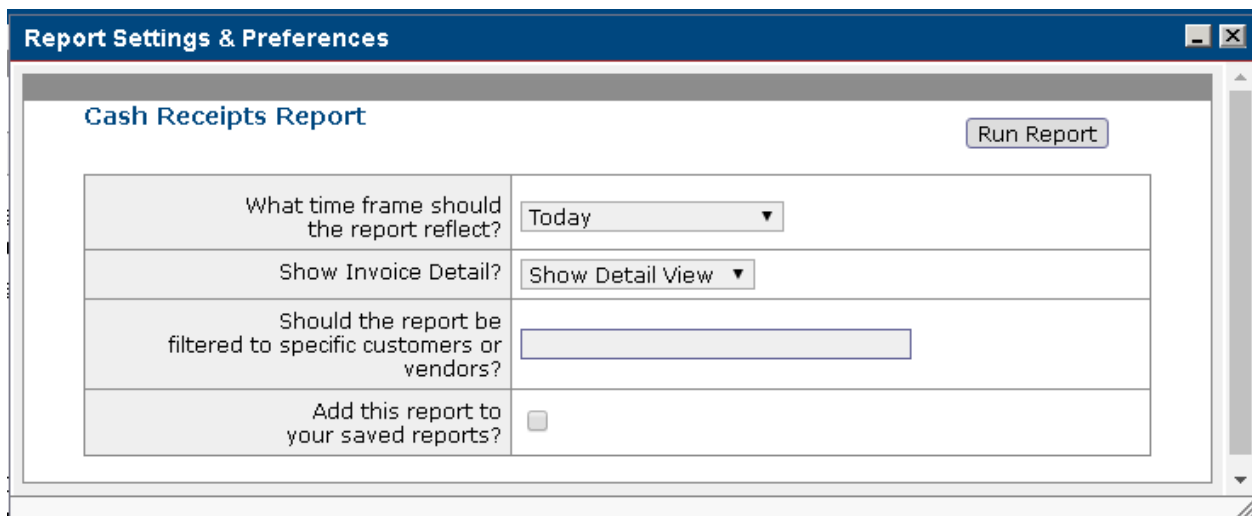 Report Settings & Preferences
Cash Receipts Report
Run Report
What time frame should
the report reflect?
Today
Show Invoice Detail?
Show Detail View
Should the report be
filtered to specific customers or
vendors?
Add this report to
your saved reports?